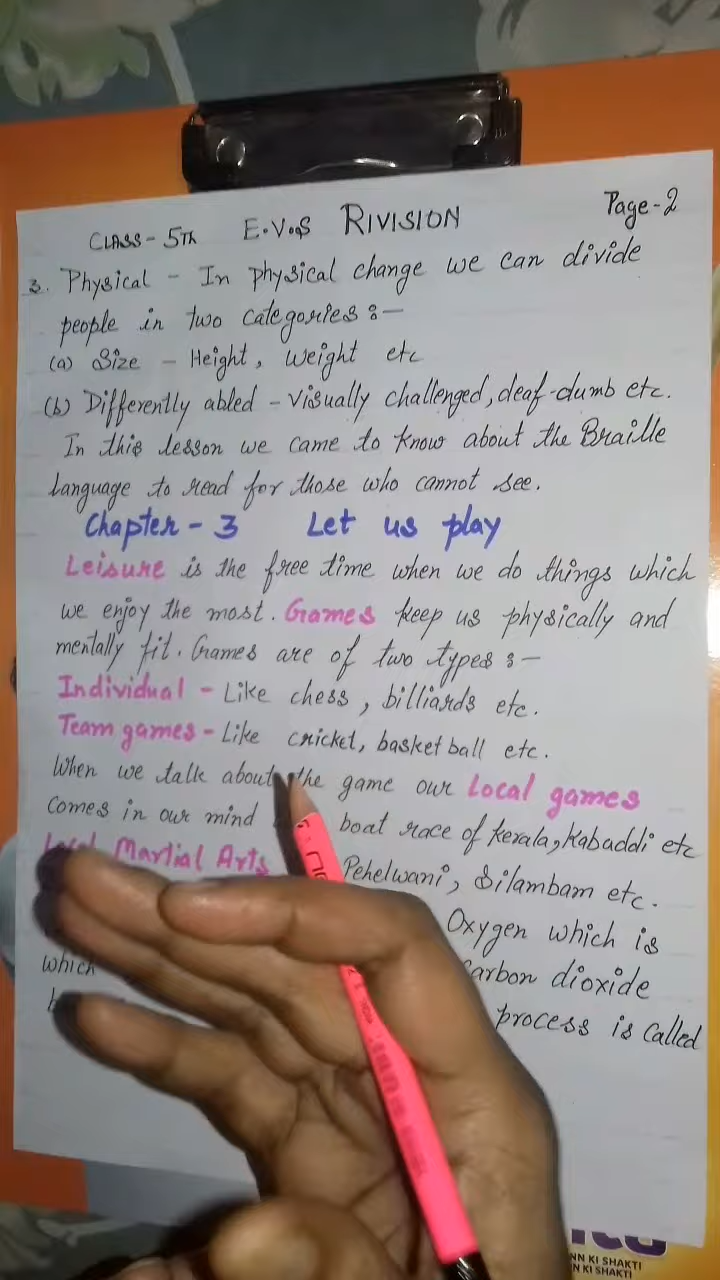 CLASS - 5TH E.V.S RIVISION Page-2
3. Physical - In physical change we can divide
people in two categories :-
(a) Size - Height, weight etc
(b) Differently abled - visually challenged, deaf-dumb etc.
In this lesson we came to know about the Braille
Language to read for those who cannot see.
Chapter - 3 Let us play
Leisure is the free time when we do things which
we enjoy the most. Games keep us physically and
mentally fit. Games are of two types :-
Individual - Like chess, billiards etc.
Team games - Like cricket, basket ball etc.
When we talk about the game our Local games
comes in our mind boat race of kerala, Kabaddi etc
Martial Arts Pehelwani, Silambam etc.
Oxygen which is
which Carbon dioxide
process is called
NN KI SHAKTI
N KI SHAKTI